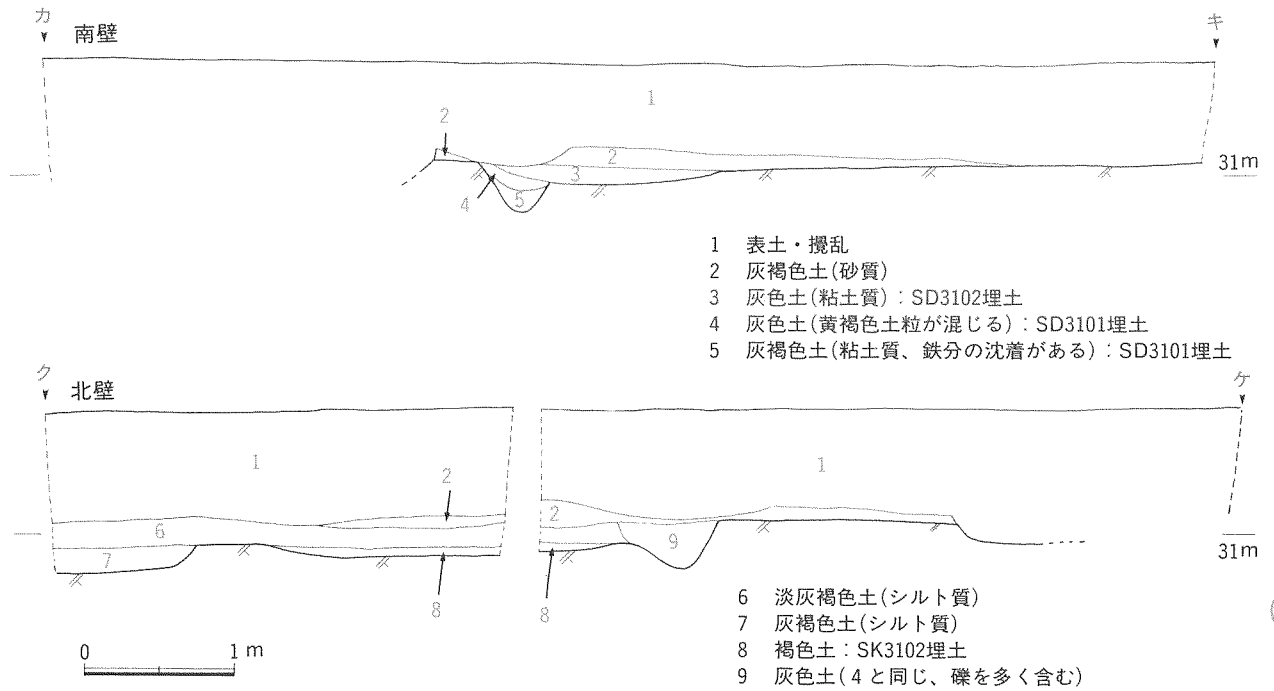 カ
南壁
キ
1
2
2
3
4
5
31m
1 表土・攪乱
2 灰褐色土(砂質)
3 灰色土(粘土質):SD3102埋土
4 灰色土(黄褐色土粒が混じる):SD3101埋土
5 灰褐色土(粘土質、鉄分の沈着がある):SD3101埋土
ク
北壁
ケ
1
2
1
6
2
7
9
31m
8
8
6 淡灰褐色土(シルト質)
7 灰褐色土(シルト質)
8 褐色土:SK3102埋土
9 灰色土(4と同じ、礫を多く含む)
0 1 m